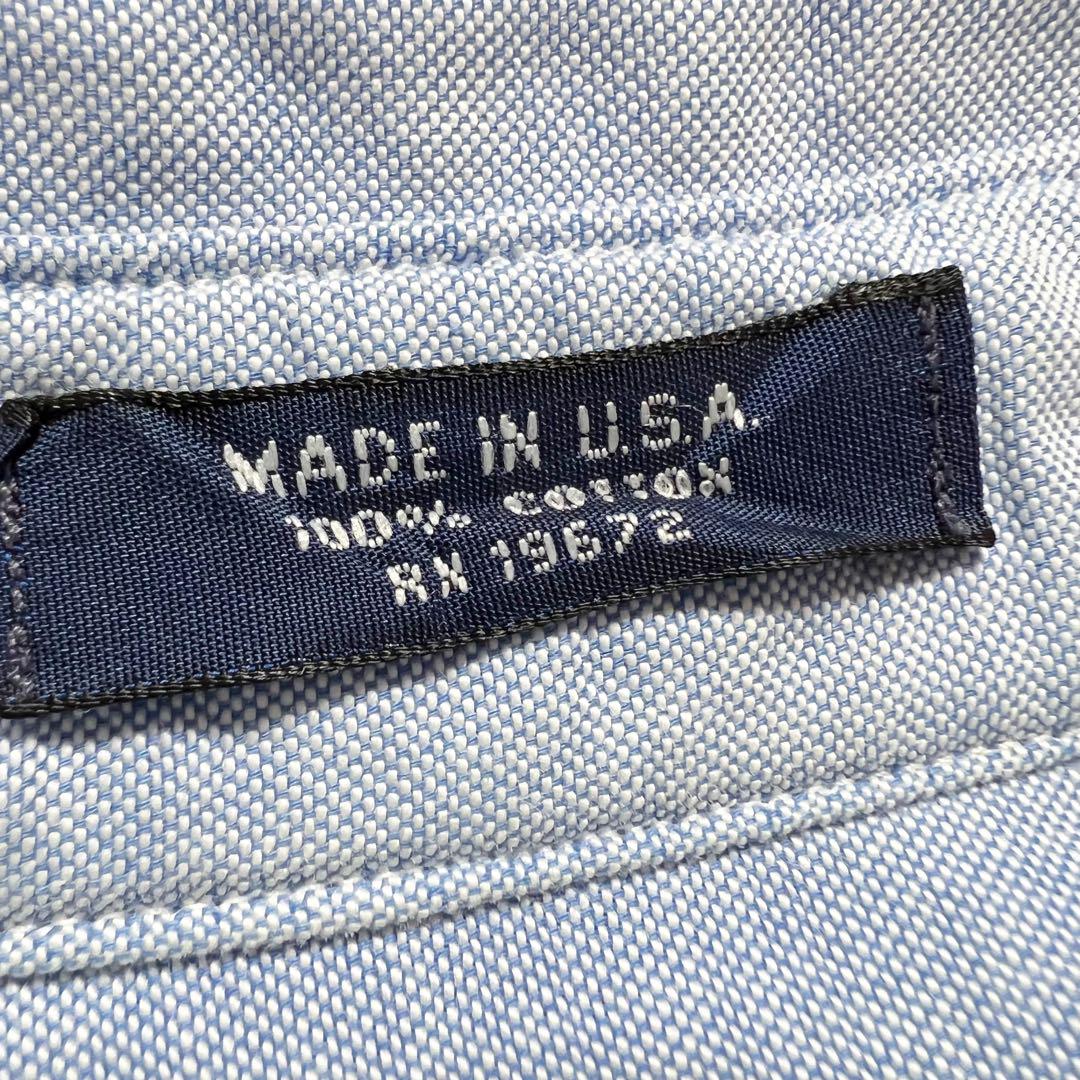 MADE IN U.S.A.
100% COTTON
RN 19672